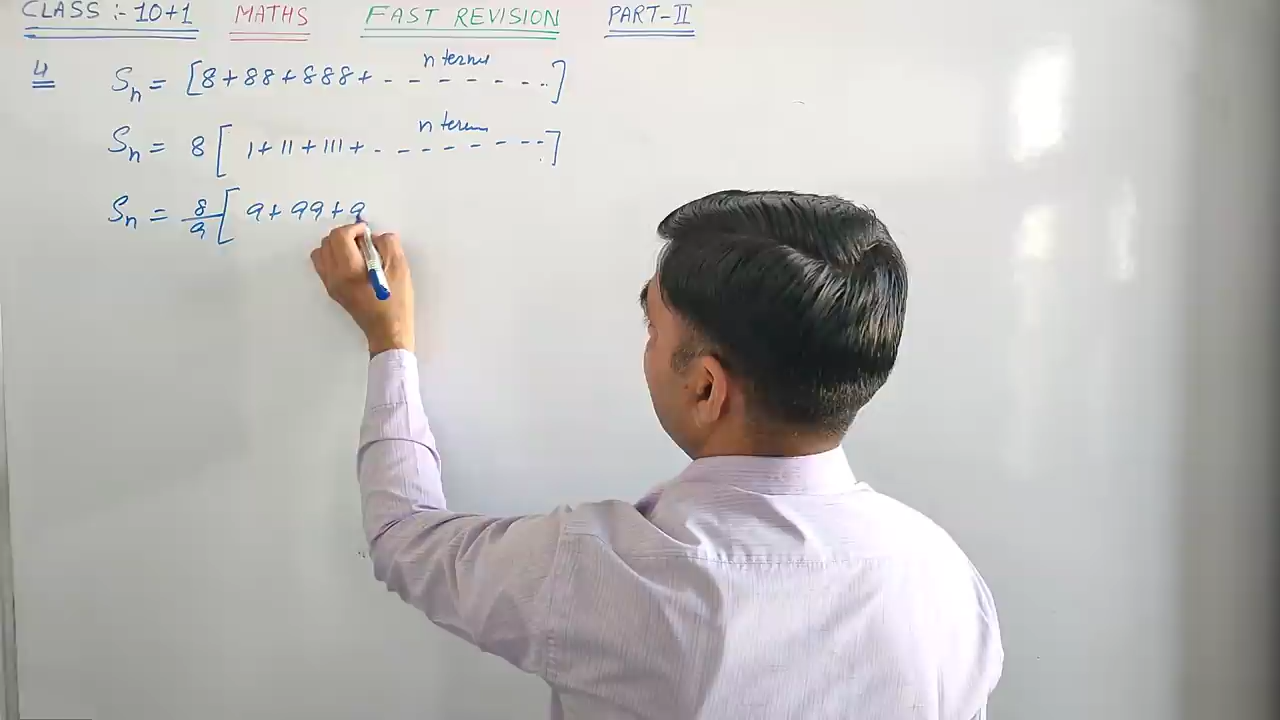 CLASS :- 10+1 MATHS FAST REVISION PART-II
4 Sn = [8+88+888+ - - - - - - - .. n terms]
Sn = 8[1+11+111+ - - - - - - - - .. n terms]
Sn = 8/9[9+99+9